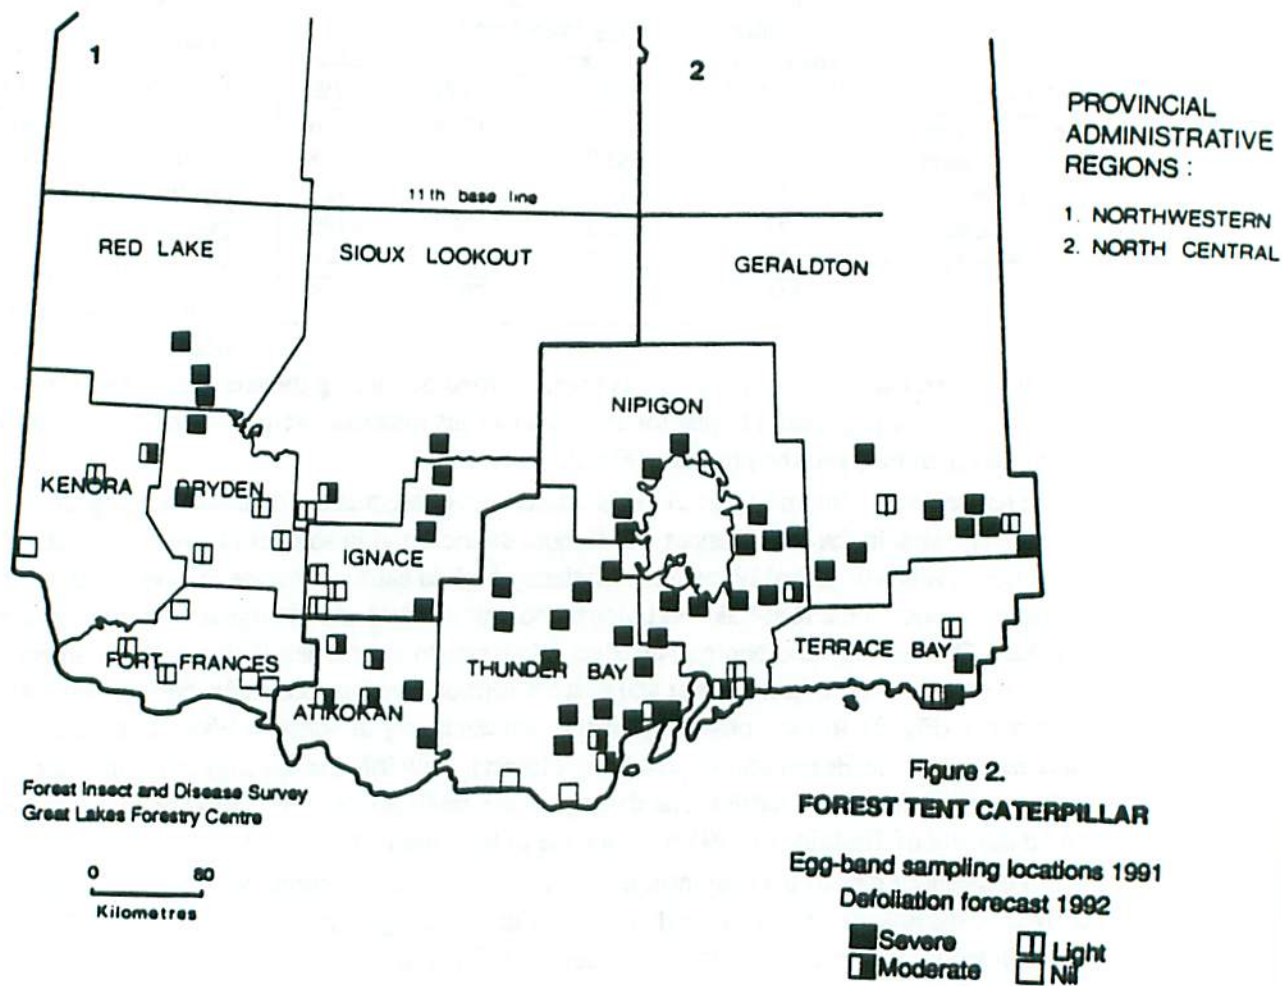 1
2
PROVINCIAL
ADMINISTRATIVE
REGIONS :
1. NORTHWESTERN
2. NORTH CENTRAL
11th base line
RED LAKE
SIOUX LOOKOUT
GERALDTON
NIPIGON
KENORA
DRYDEN
IGNACE
FORT FRANCES
ATIKOKAN
THUNDER BAY
TERRACE BAY
Forest Insect and Disease Survey
Great Lakes Forestry Centre
0 80
Kilometres
Figure 2.
FOREST TENT CATERPILLAR
Egg-band sampling locations 1991
Defoliation forecast 1992
Severe
Light
Moderate
Nil